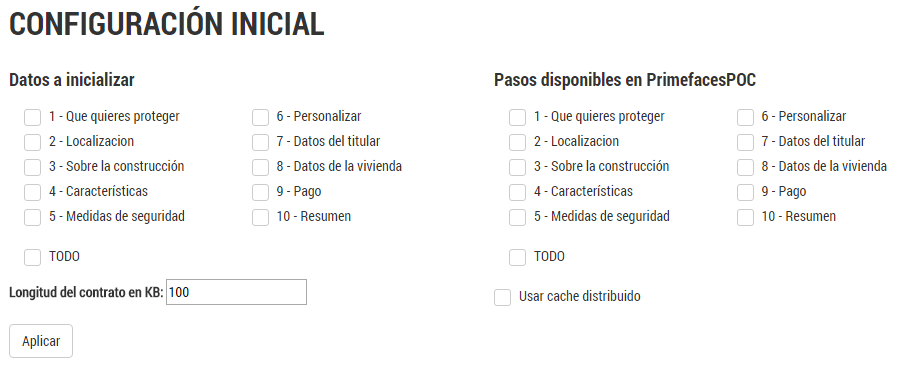 CONFIGURACIÓN INICIAL
Datos a inicializar
1 - Que quieres proteger
2 - Localizacion
3 - Sobre la construcción
4 - Características
5 - Medidas de seguridad
6 - Personalizar
7 - Datos del titular
8 - Datos de la vivienda
9 - Pago
10 - Resumen
TODO
Longitud del contrato en KB: 100
Aplicar
Pasos disponibles en PrimefacesPOC
1 - Que quieres proteger
2 - Localizacion
3 - Sobre la construcción
4 - Características
5 - Medidas de seguridad
6 - Personalizar
7 - Datos del titular
8 - Datos de la vivienda
9 - Pago
10 - Resumen
TODO
Usar cache distribuido